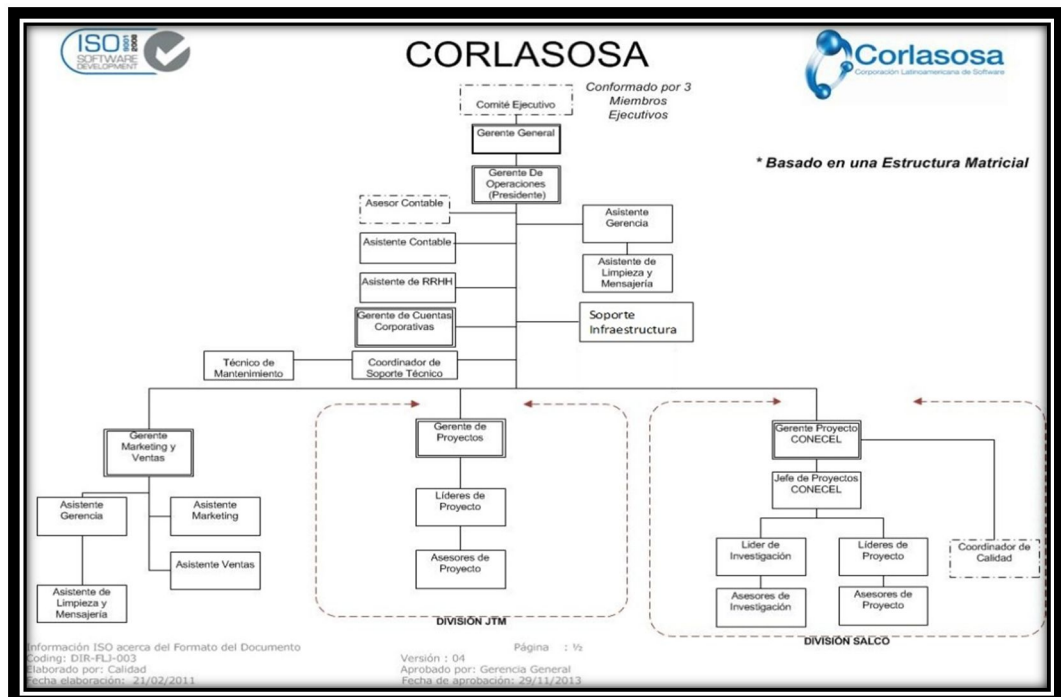 ISO 9001 2008
SOFTWARE
DEVELOPMENT
CORLASOSA
Corlasosa
Corporación Latinoamericana de Software
Comité Ejecutivo
Conformado por 3
Miembros
Ejecutivos
Gerente General
* Basado en una Estructura Matricial
Gerente De
Operaciones
(Presidente)
Asesor Contable
Asistente
Gerencia
Asistente Contable
Asistente de
Limpieza y
Mensajería
Asistente de RRHH
Gerente de Cuentas
Corporativas
Soporte
Infraestructura
Técnico de
Mantenimiento
Coordinador de
Soporte Técnico
Gerente
Marketing y
Ventas
Gerente de
Proyectos
Gerente Proyecto
CONECEL
Jefe de Proyectos
CONECEL
Asistente
Gerencia
Asistente
Marketing
Líderes de
Proyecto
Lider de
Investigación
Líderes de
Proyecto
Coordinador de
Calidad
Asistente Ventas
Asesores de
Proyecto
Asistente de
Limpieza y
Mensajería
Asesores de
Investigación
Asesores de
Proyecto
DIVISIÓN JTM
DIVISIÓN SALCO
Información ISO acerca del Formato del Documento
Página : ½
Coding: DIR-FLJ-003
Versión : 04
Elaborado por: Calidad
Aprobado por: Gerencia General
Fecha elaboración: 21/02/2011
Fecha de aprobación: 29/11/2013